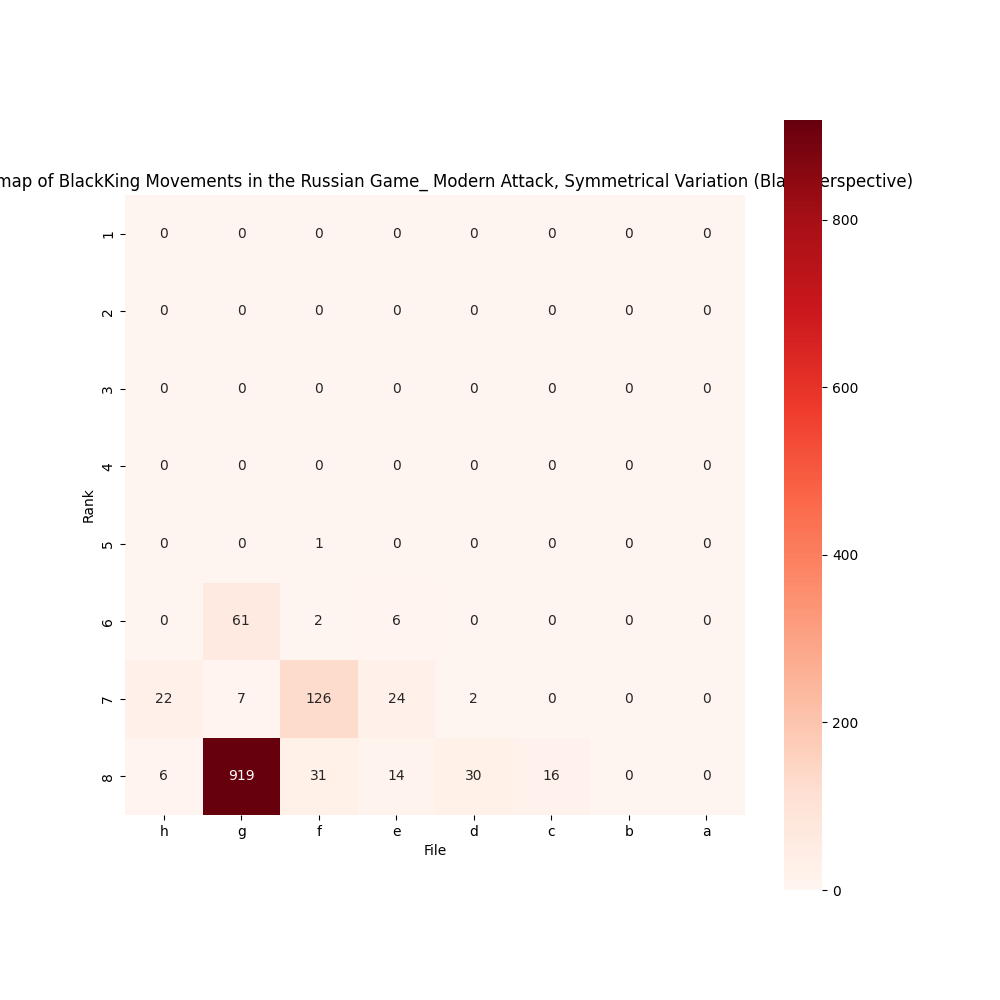 map of BlackKing Movements in the Russian Game_ Modern Attack, Symmetrical Variation (Bla erspective)
1 0 0 0 0 0 0 0 0
2 0 0 0 0 0 0 0 0
3 0 0 0 0 0 0 0 0
4 0 0 0 0 0 0 0 0
Rank
5 0 0 1 0 0 0 0 0
6 0 61 2 6 0 0 0 0
7 22 7 126 24 2 0 0 0
8 6 919 31 14 30 16 0 0
h g f e d c b a
File
800
600
400
200
0